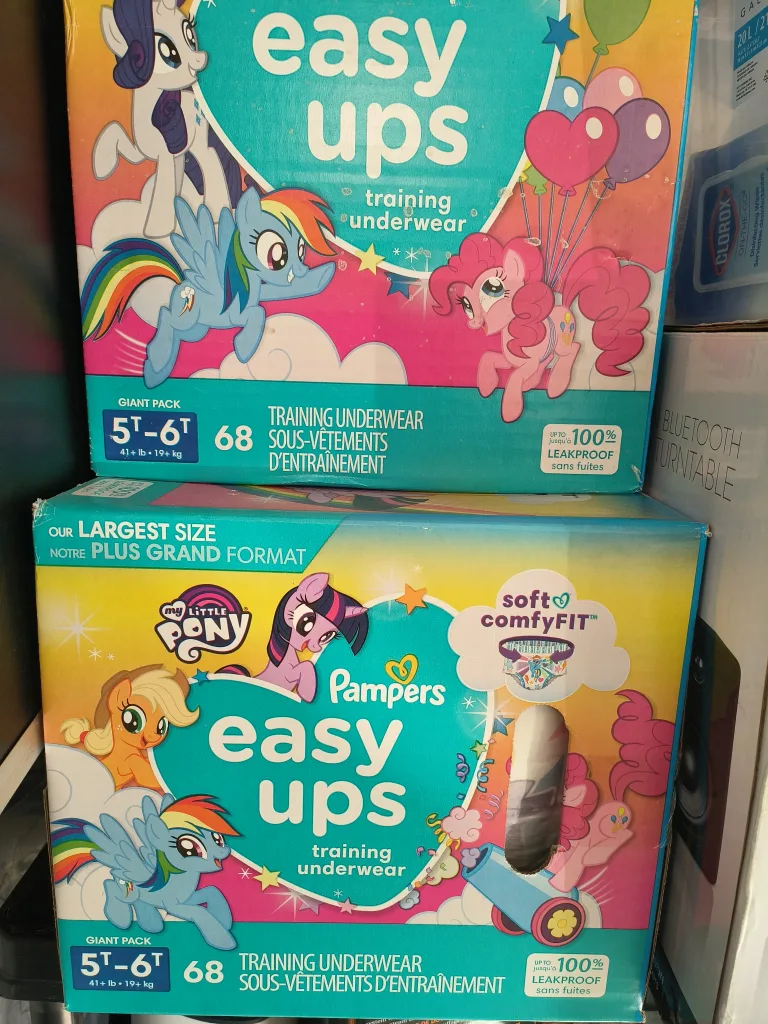 easy
ups
training
underwear
GIANT PACK
5T-6T
41+ lb • 19+ kg
68
TRAINING UNDERWEAR
SOUS-VÊTEMENTS
D'ENTRAÎNEMENT
UP TO
jusqu'à
100%
LEAKPROOF
sans fuites
20L/21
CLOROX
BLUETOOTH
TURNTABLE
OUR LARGEST SIZE
NOTRE PLUS GRAND FORMAT
my LITTLE
PONY
soft
comfyFIT™
Pampers
easy
ups
training
underwear
GIANT PACK
5T-6T
41+ lb • 19+ kg
68
TRAINING UNDERWEAR
SOUS-VÊTEMENTS D'ENTRAÎNEMENT
UP TO
jusqu'à
100%
LEAKPROOF
sans fuites